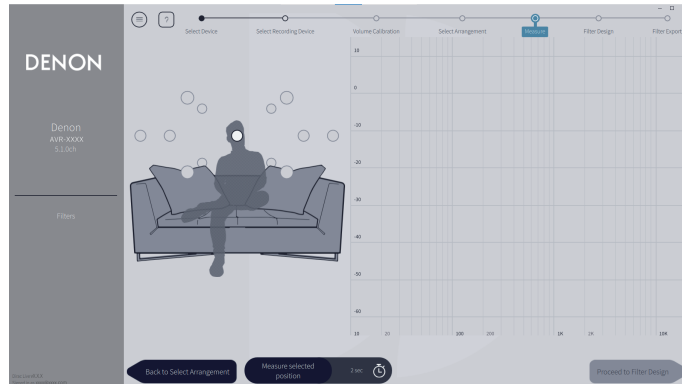 ?
Select Device
Select Recording Device
Volume Calibration
Select Arrangement
Measure
Filter Design
Filter Export
DENON
Denon
AVR-XXXX
5.1.0ch
Filters
10
0
-10
-20
-30
-40
-50
-60
10 20 100 200 1K 2K 10K
Back to Select Arrangement
Measure selected
position
2 sec
Proceed to Filter Design